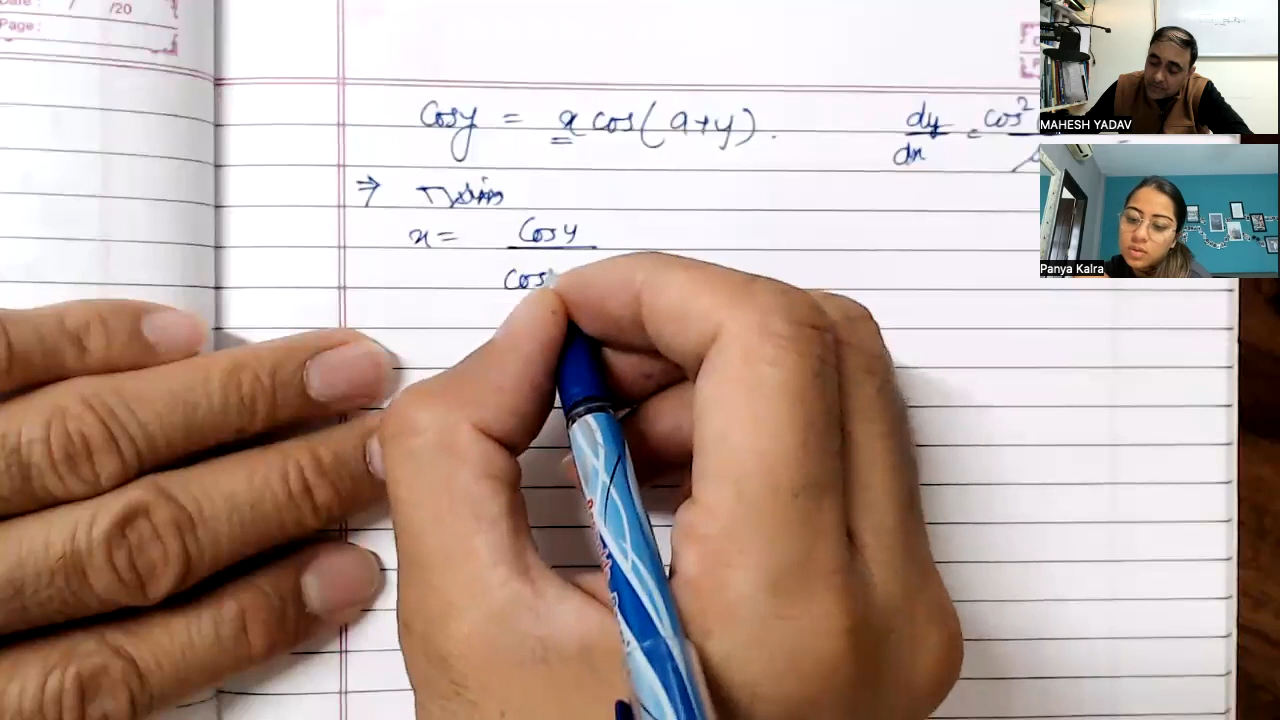 Date : / /20
Page :
Cosy = x cos(a+y).
dy/dx = cos²
⇒
x = Cosy
cos
MAHESH YADAV
Panya Kalra